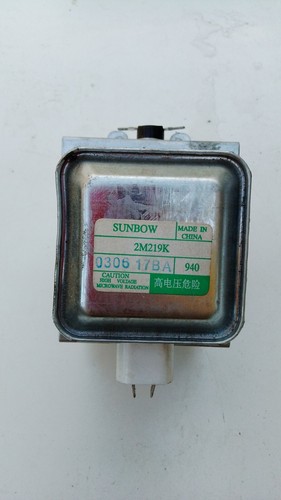 SUNBOW
MADE IN
CHINA
2M219K
0306 17BA
940
CAUTION
HIGH VOLTAGE
MICROWAVE RADIATION
高电压危险